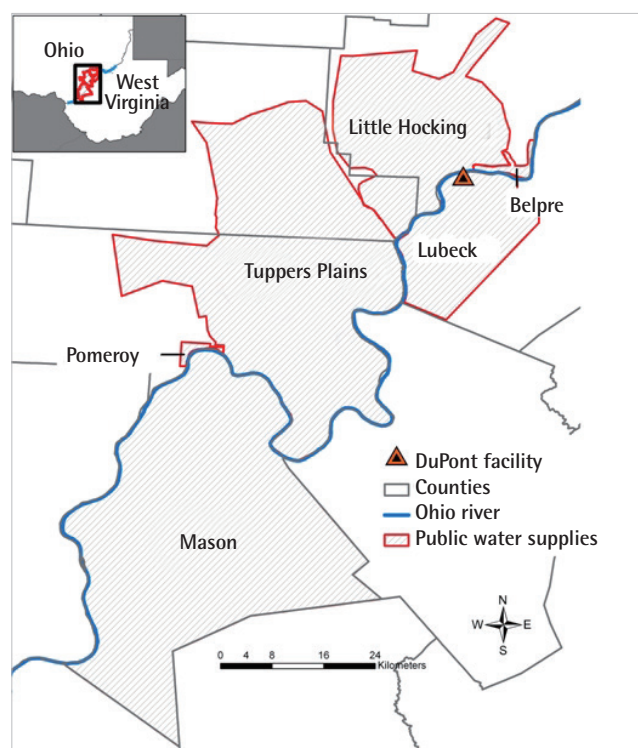 Ohio
West
Virginia
Little Hocking
Belpre
Lubeck
Tuppers Plains
Pomeroy
DuPont facility
Counties
Ohio river
Public water supplies
Mason
N
W E
S
0 4 8 16 24
Kilometers